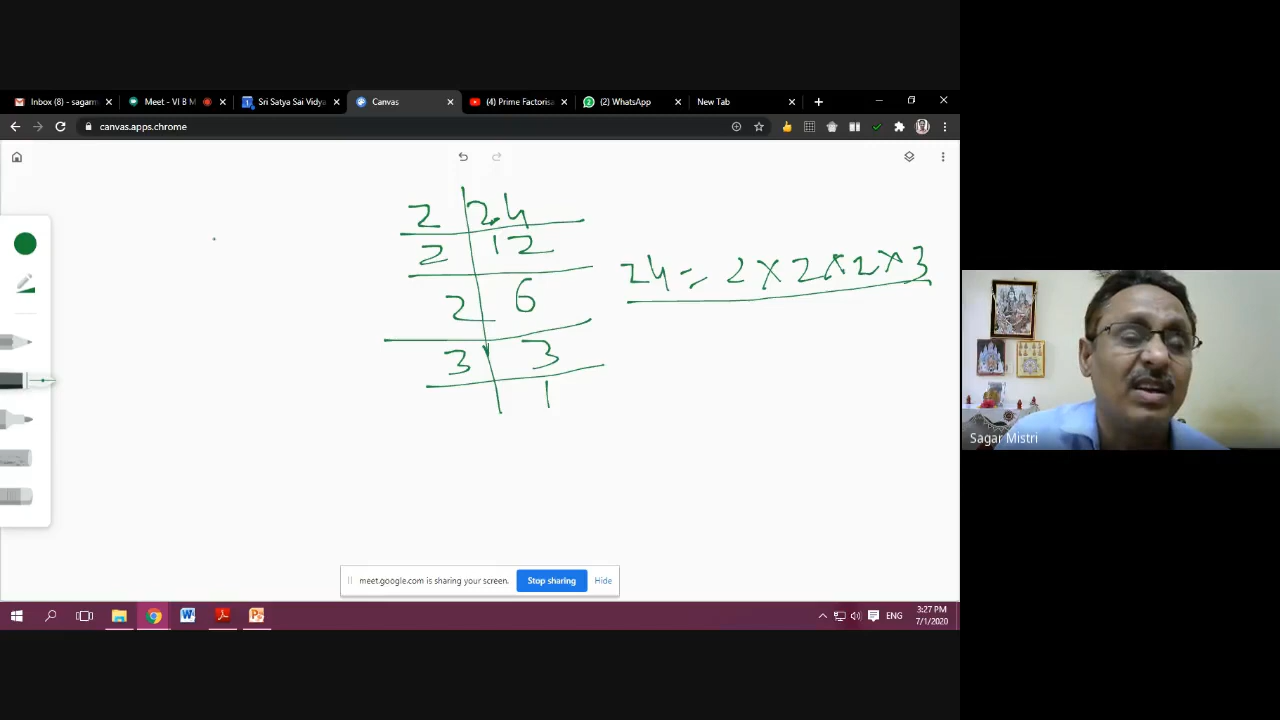 Inbox (8) - sagarm
Meet - VI B M
Sri Satya Sai Vidya
Canvas
(4) Prime Factorisa
(2) WhatsApp
New Tab
canvas.apps.chrome
2 24
2 12
2 6
3 3
1
24 = 2 × 2 × 2 × 3
Sagar Mistri
meet.google.com is sharing your screen.
Stop sharing
Hide
ENG
3:27 PM
7/1/2020